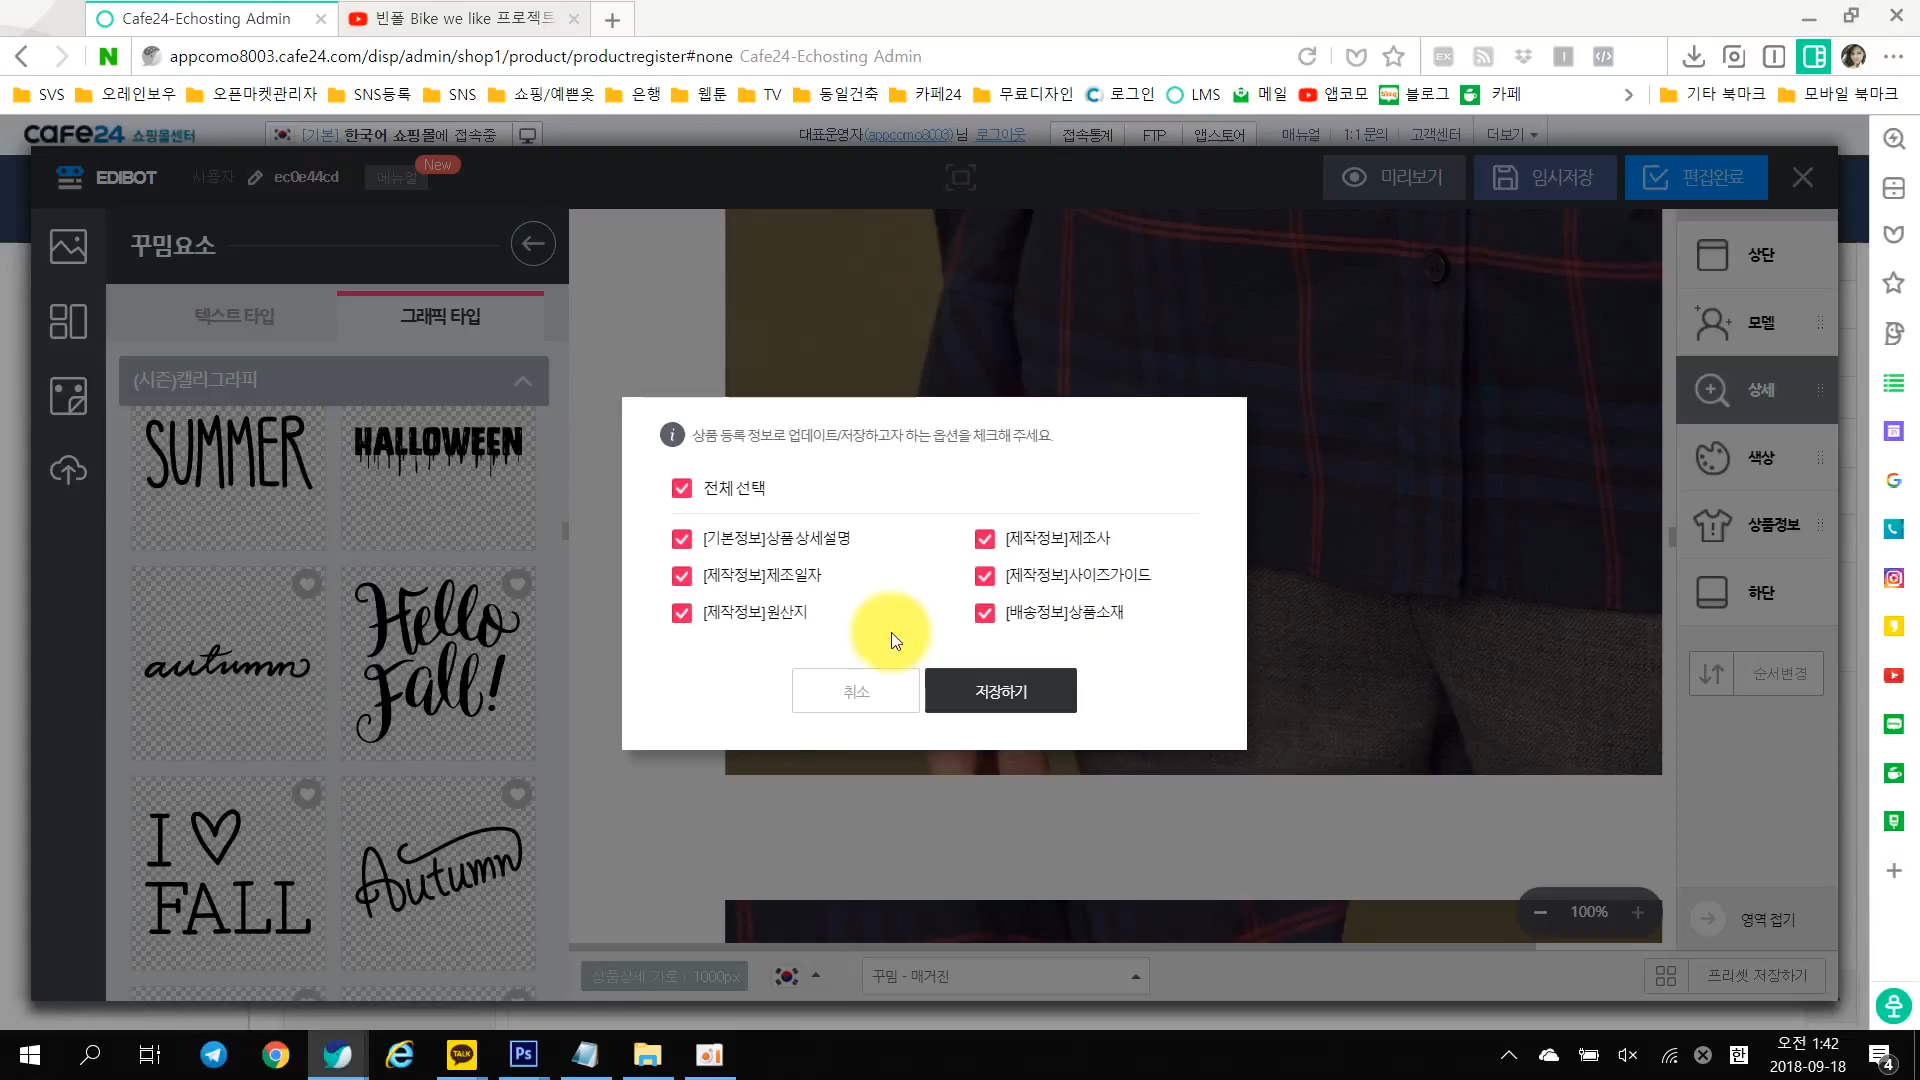 Cafe24-Echosting Admin
빈폴 Bike we like 프로젝트
appcomo8003.cafe24.com/disp/admin/shop1/product/productregister#none Cafe24-Echosting Admin
SVS 오레인보우 오픈마켓관리자 SNS등록 SNS 쇼핑/예쁜옷 은행 웹툰 TV 동일건축 카페24 무료디자인 로그인 LMS 메일 앱코모 블로그 카페 기타 북마크 모바일 북마크
cafe24 쇼핑몰센터 [기본] 한국어 쇼핑몰에 접속중 대표운영자(appcomo8003)님 로그아웃 접속통계 FTP 앱스토어 매뉴얼 1:1 문의 고객센터 더보기
EDIBOT 사용자 ec0e44cd 메뉴얼 New 미리보기 임시저장 편집완료
꾸밈요소
텍스트 타입 그래픽 타입
(시즌)캘리그라피
SUMMER
HALLOWEEN
autumn
Hello
Fall!
I
FALL
Autumn
상품 등록 정보로 업데이트/저장하고자 하는 옵션을 체크해 주세요.
전체 선택
[기본정보]상품 상세설명 [제작정보]제조사
[제작정보]제조일자 [제작정보]사이즈가이드
[제작정보]원산지 [배송정보]상품소재
취소 저장하기
상단
모델
상세
색상
상품정보
하단
순서변경
100%
영역 접기
상품상세 가로 : 1000px 꾸밈 - 매거진 프리셋 저장하기
TALK
Ps
한
오전 1:42
2018-09-18
4